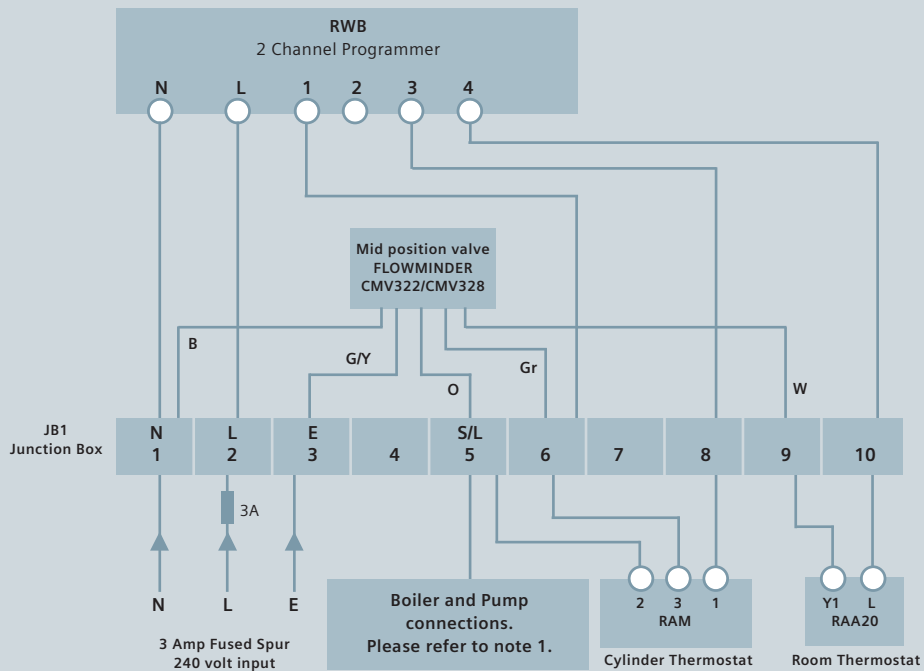 RWB
2 Channel Programmer
N L 1 2 3 4
Mid position valve
FLOWMINDER
CMV322/CMV328
B
G/Y
O
Gr
W
JB1
Junction Box
N L E S/L
1 2 3 4 5 6 7 8 9 10
3A
N L E
3 Amp Fused Spur
240 volt input
Boiler and Pump
connections.
Please refer to note 1.
2 3 1
RAM
Cylinder Thermostat
Y1 L
RAA20
Room Thermostat